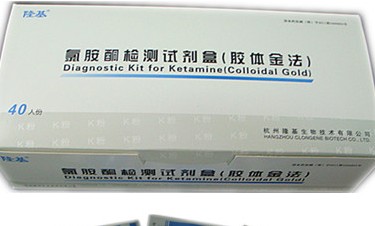 隆基
氯胺酮检测试剂盒(胶体金法)
Diagnostic Kit for Ketamine(Colloidal Gold)
40人份
杭州隆基生物技术有限公司
HANGZHOU CLONGENE BIOTECH CO.,LTD.
隆基
氯胺酮检测试剂盒(胶体金法)
Diagnostic Kit for Ketamine(Colloidal Gold)